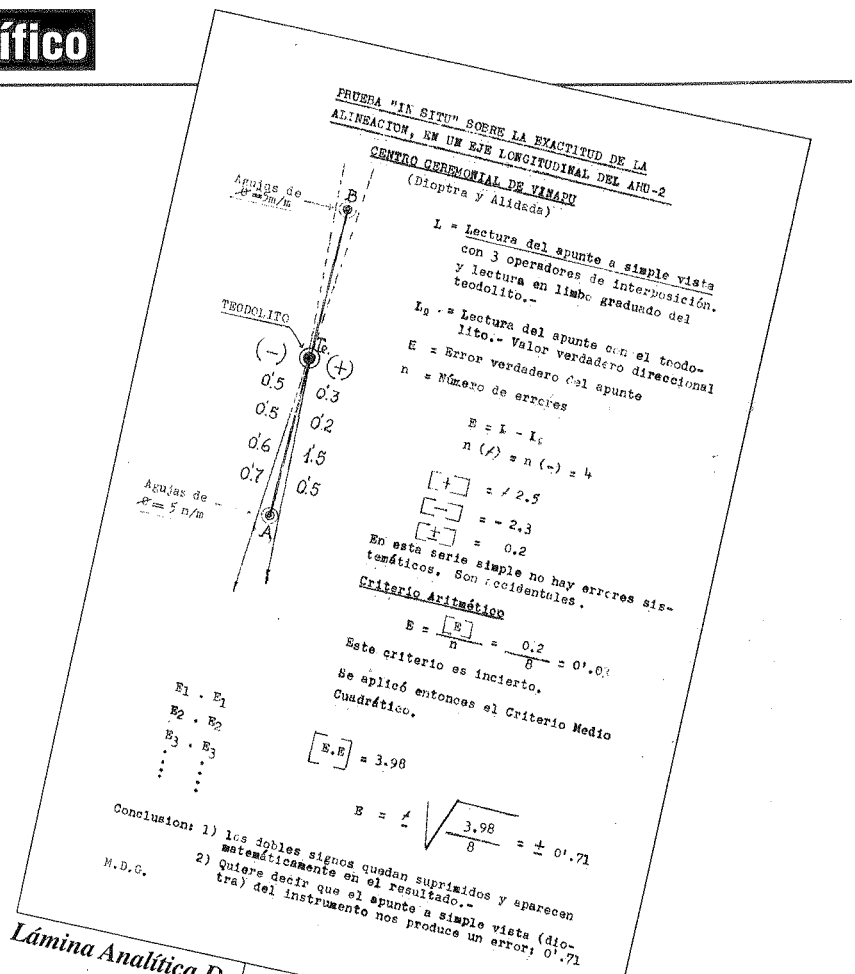 ífico
PRUEBA "IN SITU" SOBRE LA EXACTITUD DE LA
ALINEACION, EN UN EJE LONGITUDINAL DEL AHU-2
CENTRO CEREMONIAL DE VINAPU
(Dioptra y Alidada)
Agujas de
Ø =5m/m
B
L = Lectura del apunte a simple vista
con 3 operadores de interposición.
y lectura en limbo graduado del
teodolito.-
TEODOLITO
Te.
= Lectura del apunte con el teodo-
lito.- Valor verdadero direccional
E = Error verdadero del apunte
n = Número de errores
(-) (+)
0'.5 0'.3
0'.5 0'.2
0'.6 1'.5
0'.7 0'.5
E = L -
n (+) = n (-) = 4
[+] = + 2.5
[-] = - 2.3
[±] = 0.2
Agujas de
Ø = 5 m/m
A
En esta serie simple no hay errores sis-
temáticos. Son accidentales.
Criterio Aritmético
E = [E] / n = 0'.2 / 8 = 0'.03
Este criterio es incierto.
Se aplicó entonces el Criterio Medio
Cuadrático.
E1 . E1
E2 . E2
E3 . E3
[E.E] = 3.98
E = ± √ 3.98 / 8 = ± 0'.71
Conclusion: 1) los dobles signos quedan suprimidos y aparecen
matemáticamente en el resultado.-
2) Quiere decir que el apunte a simple vista (dio-
tra) del instrumento nos produce un error; 0'.71
M.D.G.
Lámina Analítica D